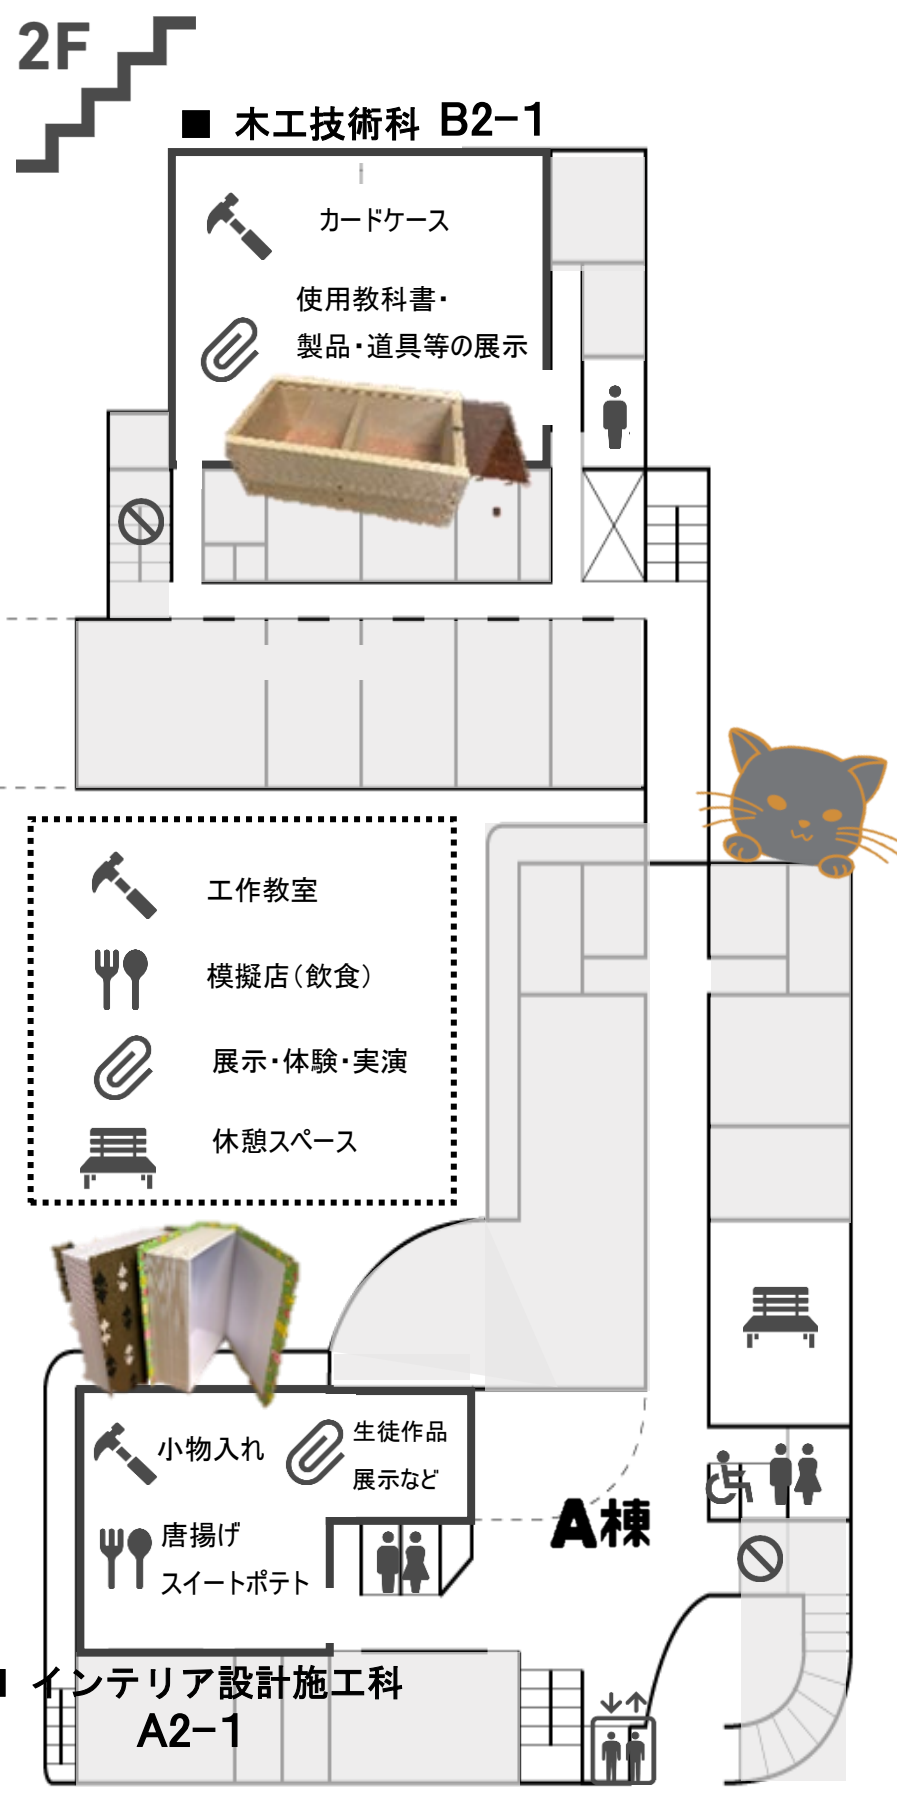 2F
■ 木工技術科 B2-1
カードケース
使用教科書・
製品・道具等の展示
工作教室
模擬店（飲食）
展示・体験・実演
休憩スペース
小物入れ
生徒作品
展示など
唐揚げ
スイートポテト
A棟
インテリア設計施工科
A2-1